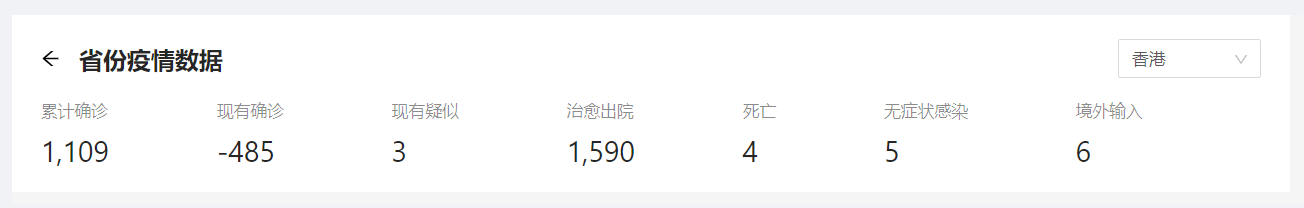 省份疫情数据
香港
累计确诊 现有确诊 现有疑似 治愈出院 死亡 无症状感染 境外输入
1,109 -485 3 1,590 4 5 6